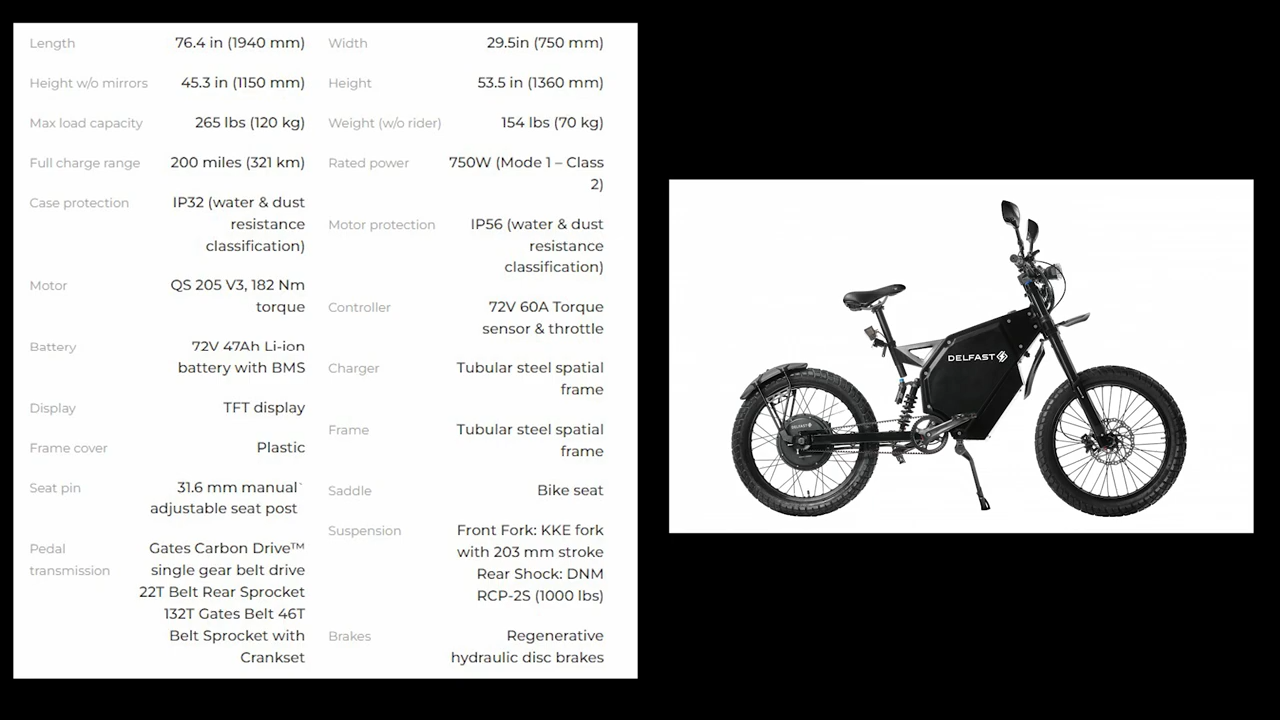 Length 76.4 in (1940 mm)
Height w/o mirrors 45.3 in (1150 mm)
Max load capacity 265 lbs (120 kg)
Full charge range 200 miles (321 km)
Case protection IP32 (water & dust
resistance
classification)
Motor QS 205 V3, 182 Nm
torque
Battery 72V 47Ah Li-ion
battery with BMS
Display TFT display
Frame cover Plastic
Seat pin 31.6 mm manual`
adjustable seat post
Pedal Gates Carbon Drive™
transmission single gear belt drive
22T Belt Rear Sprocket
132T Gates Belt 46T
Belt Sprocket with
Crankset
Width 29.5in (750 mm)
Height 53.5 in (1360 mm)
Weight (w/o rider) 154 lbs (70 kg)
Rated power 750W (Mode 1 – Class
2)
Motor protection IP56 (water & dust
resistance
classification)
Controller 72V 60A Torque
sensor & throttle
Charger Tubular steel spatial
frame
Frame Tubular steel spatial
frame
Saddle Bike seat
Suspension Front Fork: KKE fork
with 203 mm stroke
Rear Shock: DNM
RCP-2S (1000 lbs)
Brakes Regenerative
hydraulic disc brakes
DELFAST
DELFAST